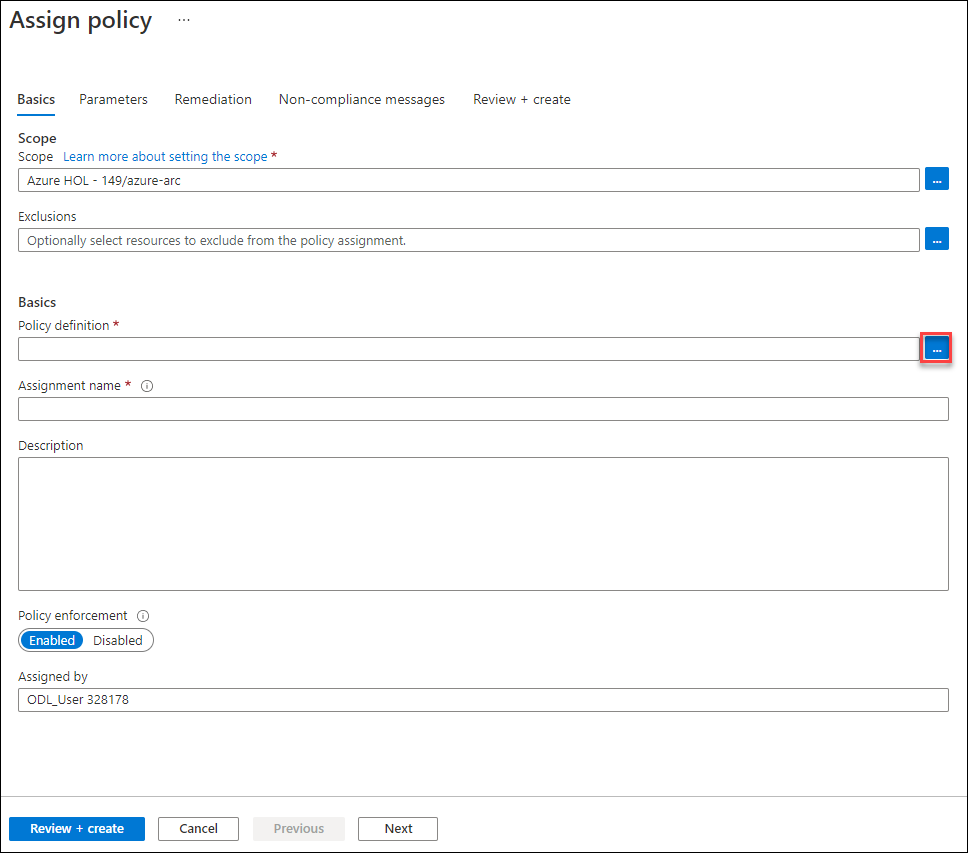 Assign policy ...
Basics Parameters Remediation Non-compliance messages Review + create
Scope
Scope Learn more about setting the scope *
Azure HOL - 149/azure-arc ...
Exclusions
Optionally select resources to exclude from the policy assignment. ...
Basics
Policy definition *
...
Assignment name *
Description
Policy enforcement
Enabled Disabled
Assigned by
ODL_User 328178
Review + create Cancel Previous Next